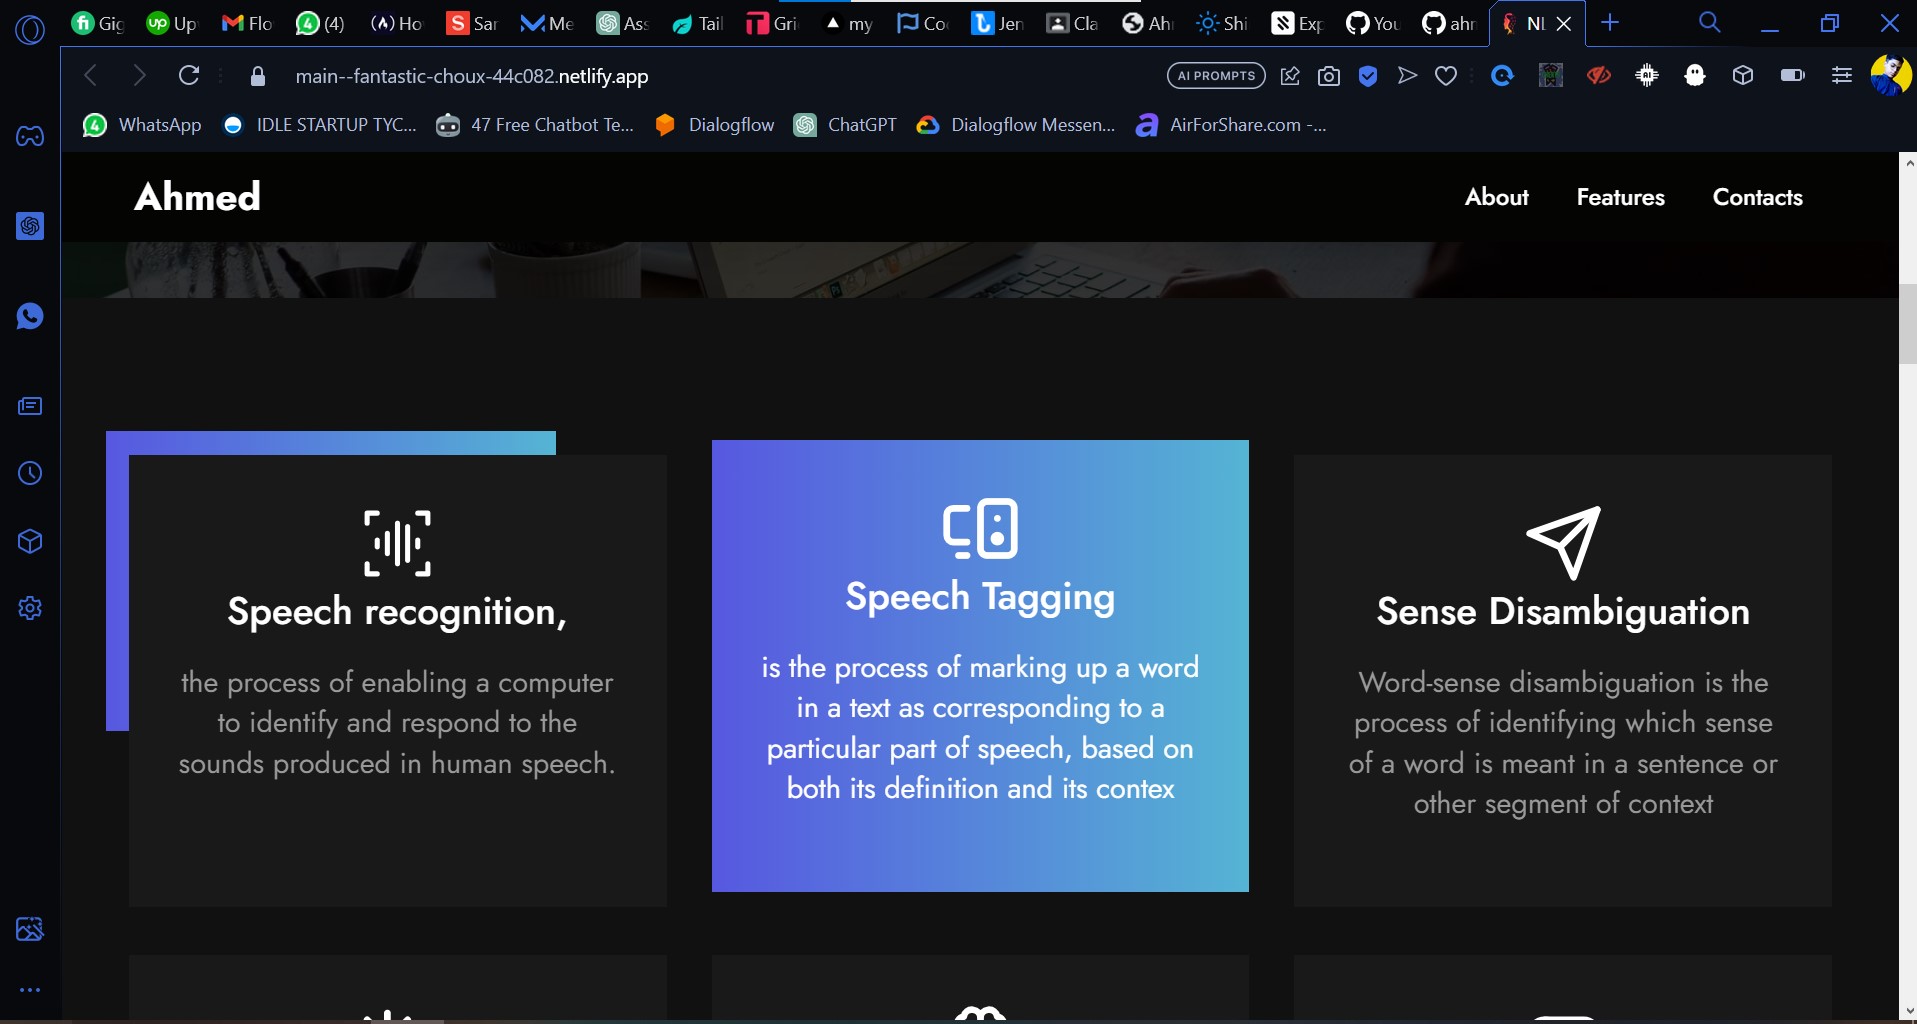 Gig
Up
Flo
(4)
Ho
Sar
Me
Ass
Tail
Gri
my
Co
Jen
Cla
Ahr
Shi
Exp
You
ahr
NL
main--fantastic-choux-44c082.netlify.app
AI PROMPTS
WhatsApp
IDLE STARTUP TYC...
47 Free Chatbot Te...
Dialogflow
ChatGPT
Dialogflow Messen...
AirForShare.com -...
Ahmed
About
Features
Contacts
Speech recognition,
the process of enabling a computer
to identify and respond to the
sounds produced in human speech.
Speech Tagging
is the process of marking up a word
in a text as corresponding to a
particular part of speech, based on
both its definition and its contex
Sense Disambiguation
Word-sense disambiguation is the
process of identifying which sense
of a word is meant in a sentence or
other segment of context